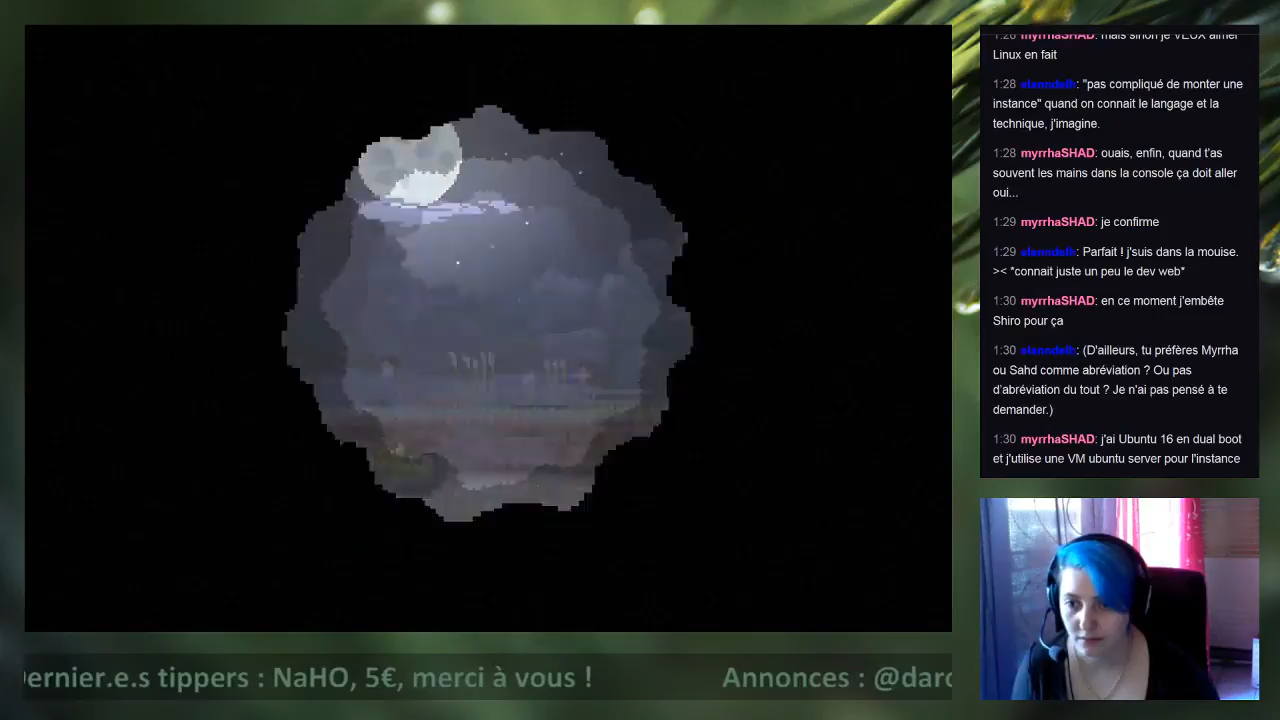 1:28 myrrhaSHAD: mais sinon je VEUX aimer
Linux en fait
1:28 elanndelh: "pas compliqué de monter une
instance" quand on connait le langage et la
technique, j'imagine.
1:28 myrrhaSHAD: ouais, enfin, quand t'as
souvent les mains dans la console ça doit aller
oui...
1:29 myrrhaSHAD: je confirme
1:29 elanndelh: Parfait ! j'suis dans la mouise.
>< *connait juste un peu le dev web*
1:30 myrrhaSHAD: en ce moment j'embête
Shiro pour ça
1:30 elanndelh: (D'ailleurs, tu préfères Myrrha
ou Sahd comme abréviation ? Ou pas
d'abréviation du tout ? Je n'ai pas pensé à te
demander.)
1:30 myrrhaSHAD: j'ai Ubuntu 16 en dual boot
et j'utilise une VM ubuntu server pour l'instance
Dernier.e.s tippers : NaHO, 5€, merci à vous !
Annonces : @darc